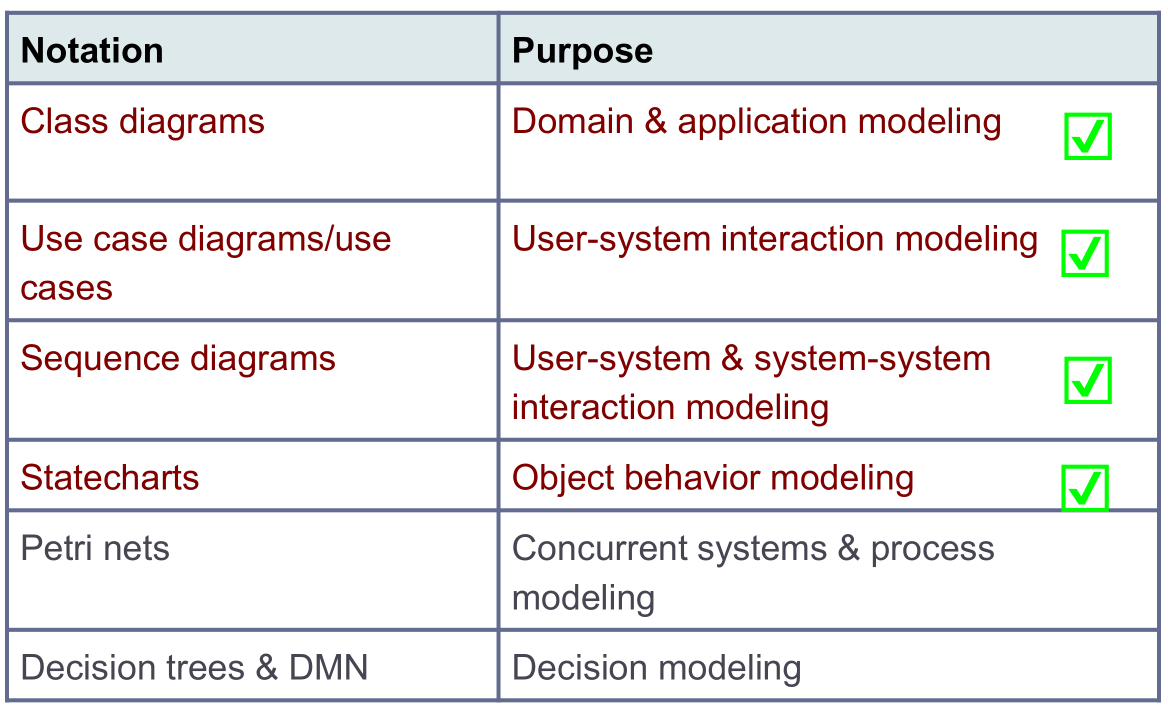 Notation Purpose
Class diagrams Domain & application modeling
Use case diagrams/use User-system interaction modeling
cases
Sequence diagrams User-system & system-system
interaction modeling
Statecharts Object behavior modeling
Petri nets Concurrent systems & process
modeling
Decision trees & DMN Decision modeling